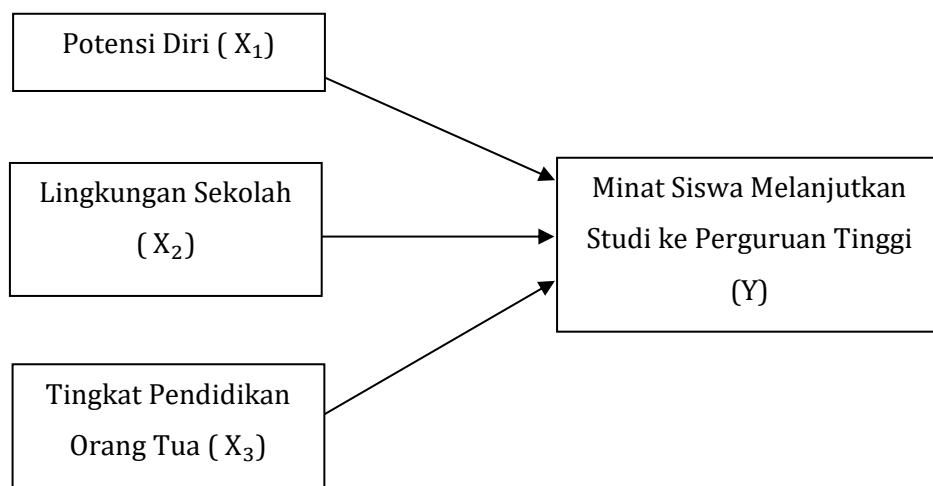 Potensi Diri ( X₁)
Lingkungan Sekolah
( X₂)
Tingkat Pendidikan
Orang Tua ( X₃)
Minat Siswa Melanjutkan
Studi ke Perguruan Tinggi
(Y)